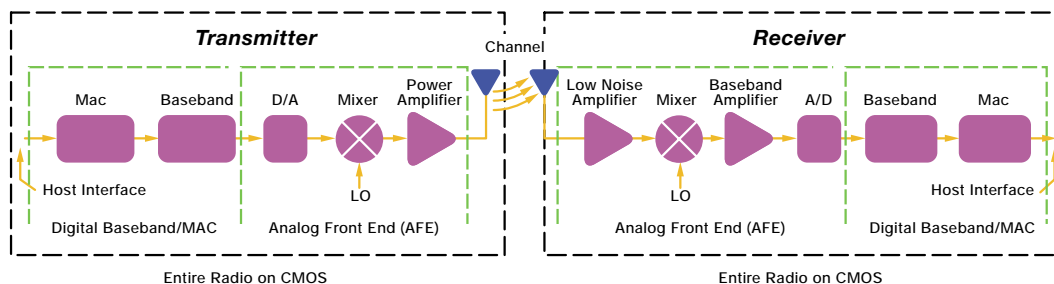 Transmitter
Channel
Receiver
Mac
Baseband
D/A
Mixer
Power
Amplifier
Low Noise
Amplifier
Mixer
Baseband
Amplifier
A/D
Baseband
Mac
Host Interface
LO
LO
Host Interface
Digital Baseband/MAC
Analog Front End (AFE)
Analog Front End (AFE)
Digital Baseband/MAC
Entire Radio on CMOS
Entire Radio on CMOS